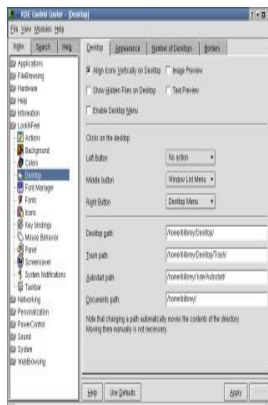 KDE Control Center - [Desktop]
File View Modules Help
Index Search Help
Applications
FileBrowsing
Hardware
Help
Information
LookNFeel
Actions
Background
Colors
Desktop
Font Manager
Fonts
Icons
Key Bindings
Mouse Behavior
Panel
Screensaver
System Notifications
Taskbar
Networking
Personalization
PowerControl
Sound
System
WebBrowsing
Desktop Appearance Number of Desktops Borders
Align Icons Vertically on Desktop Image Preview
Show Hidden Files on Desktop Text Preview
Enable Desktop Menu
Clicks on the desktop
Left Button No action
Middle button Window List Menu
Right Button Desktop Menu
Desktop path: /home/bilbrey/Desktop/
Trash path: /home/bilbrey/Desktop/Trash/
Autostart path: /home/bilbrey/.kde/Autostart/
Documents path: /home/bilbrey/
Note that changing a path automatically moves the contents of the directory.
Moving them manually is not necessary.
Help Use Defaults Apply